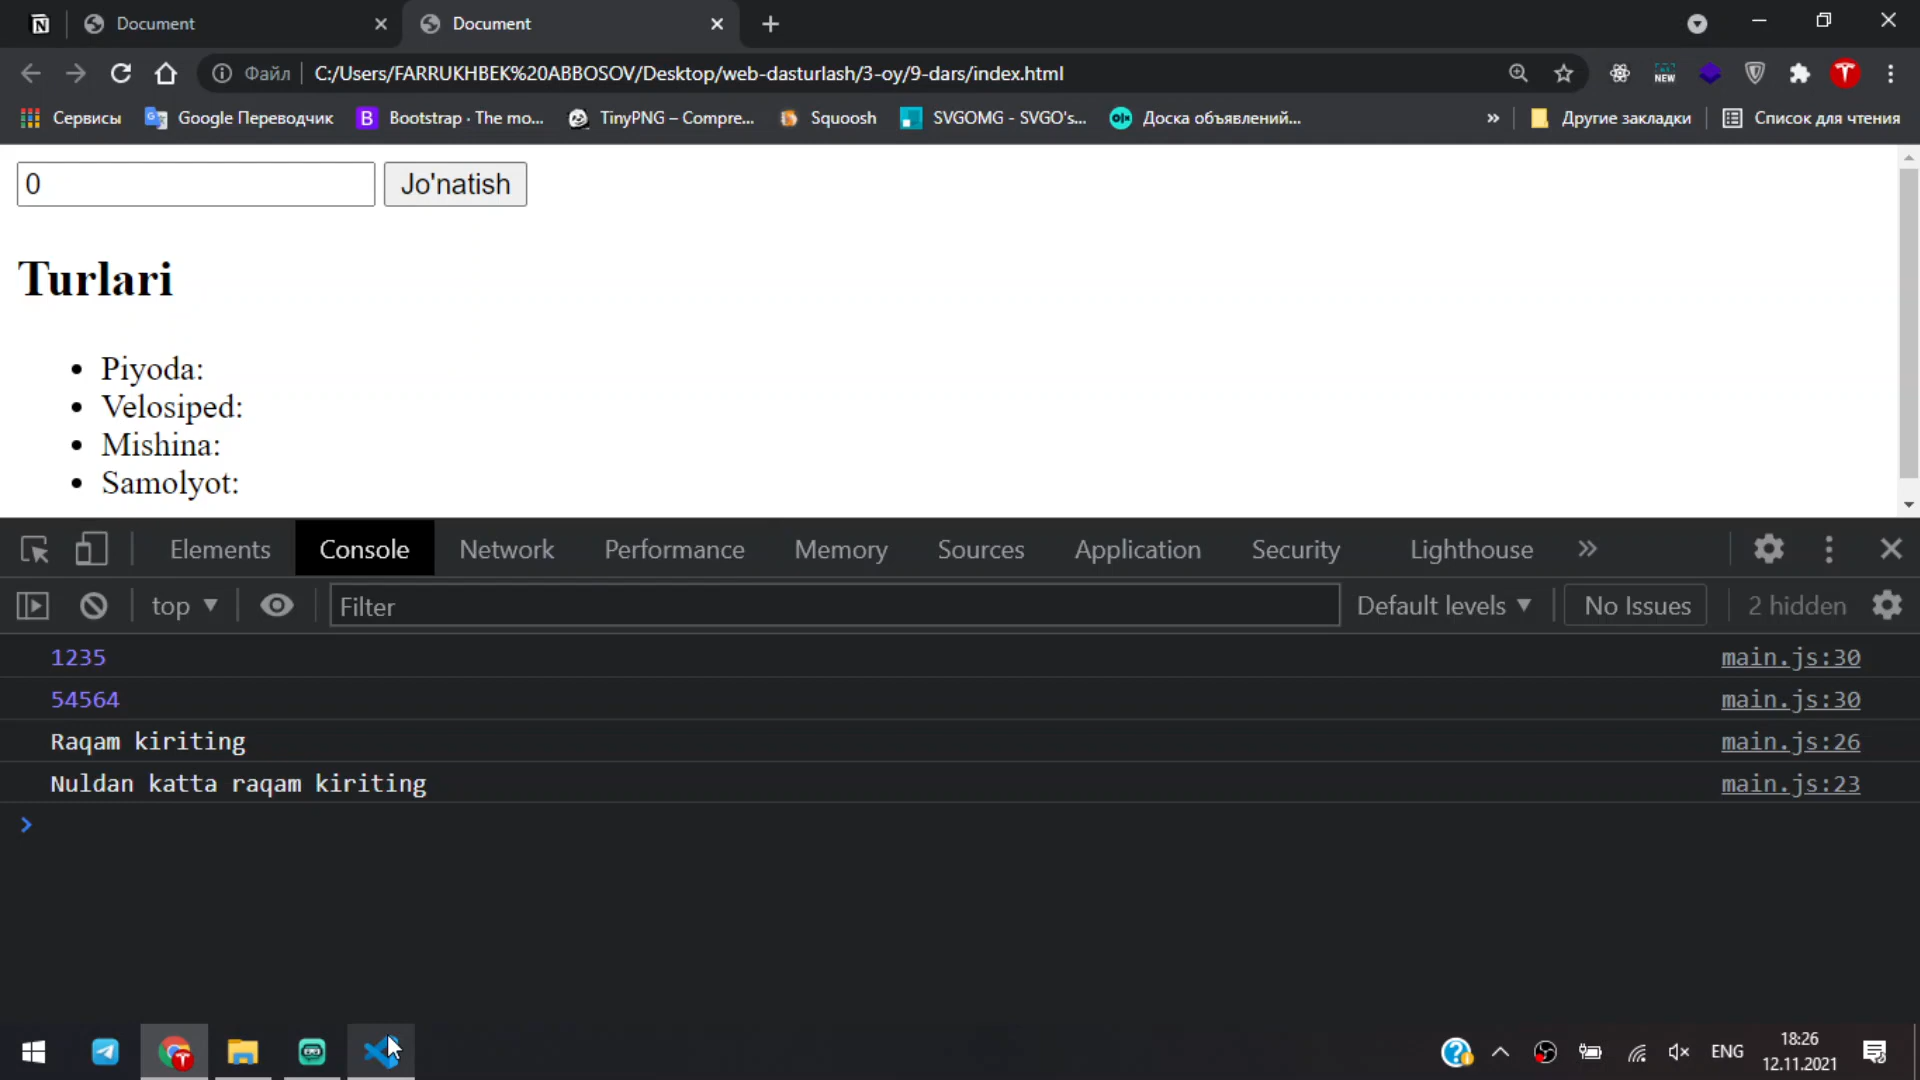 Document
Document
Файл
C:/Users/FARRUKHBEK%20ABBOSOV/Desktop/web-dasturlash/3-oy/9-dars/index.html
NEW
Сервисы
Google Переводчик
B Bootstrap · The mo...
TinyPNG – Compre...
Squoosh
SVGOMG - SVGO's...
Доска объявлений...
»
Другие закладки
Список для чтения
0
Jo'natish
Turlari
• Piyoda:
• Velosiped:
• Mishina:
• Samolyot:
Elements
Console
Network
Performance
Memory
Sources
Application
Security
Lighthouse
»
top ▼
Filter
Default levels ▼
No Issues
2 hidden
1235 main.js:30
54564 main.js:30
Raqam kiriting main.js:26
Nuldan katta raqam kiriting main.js:23
ENG
18:26
12.11.2021